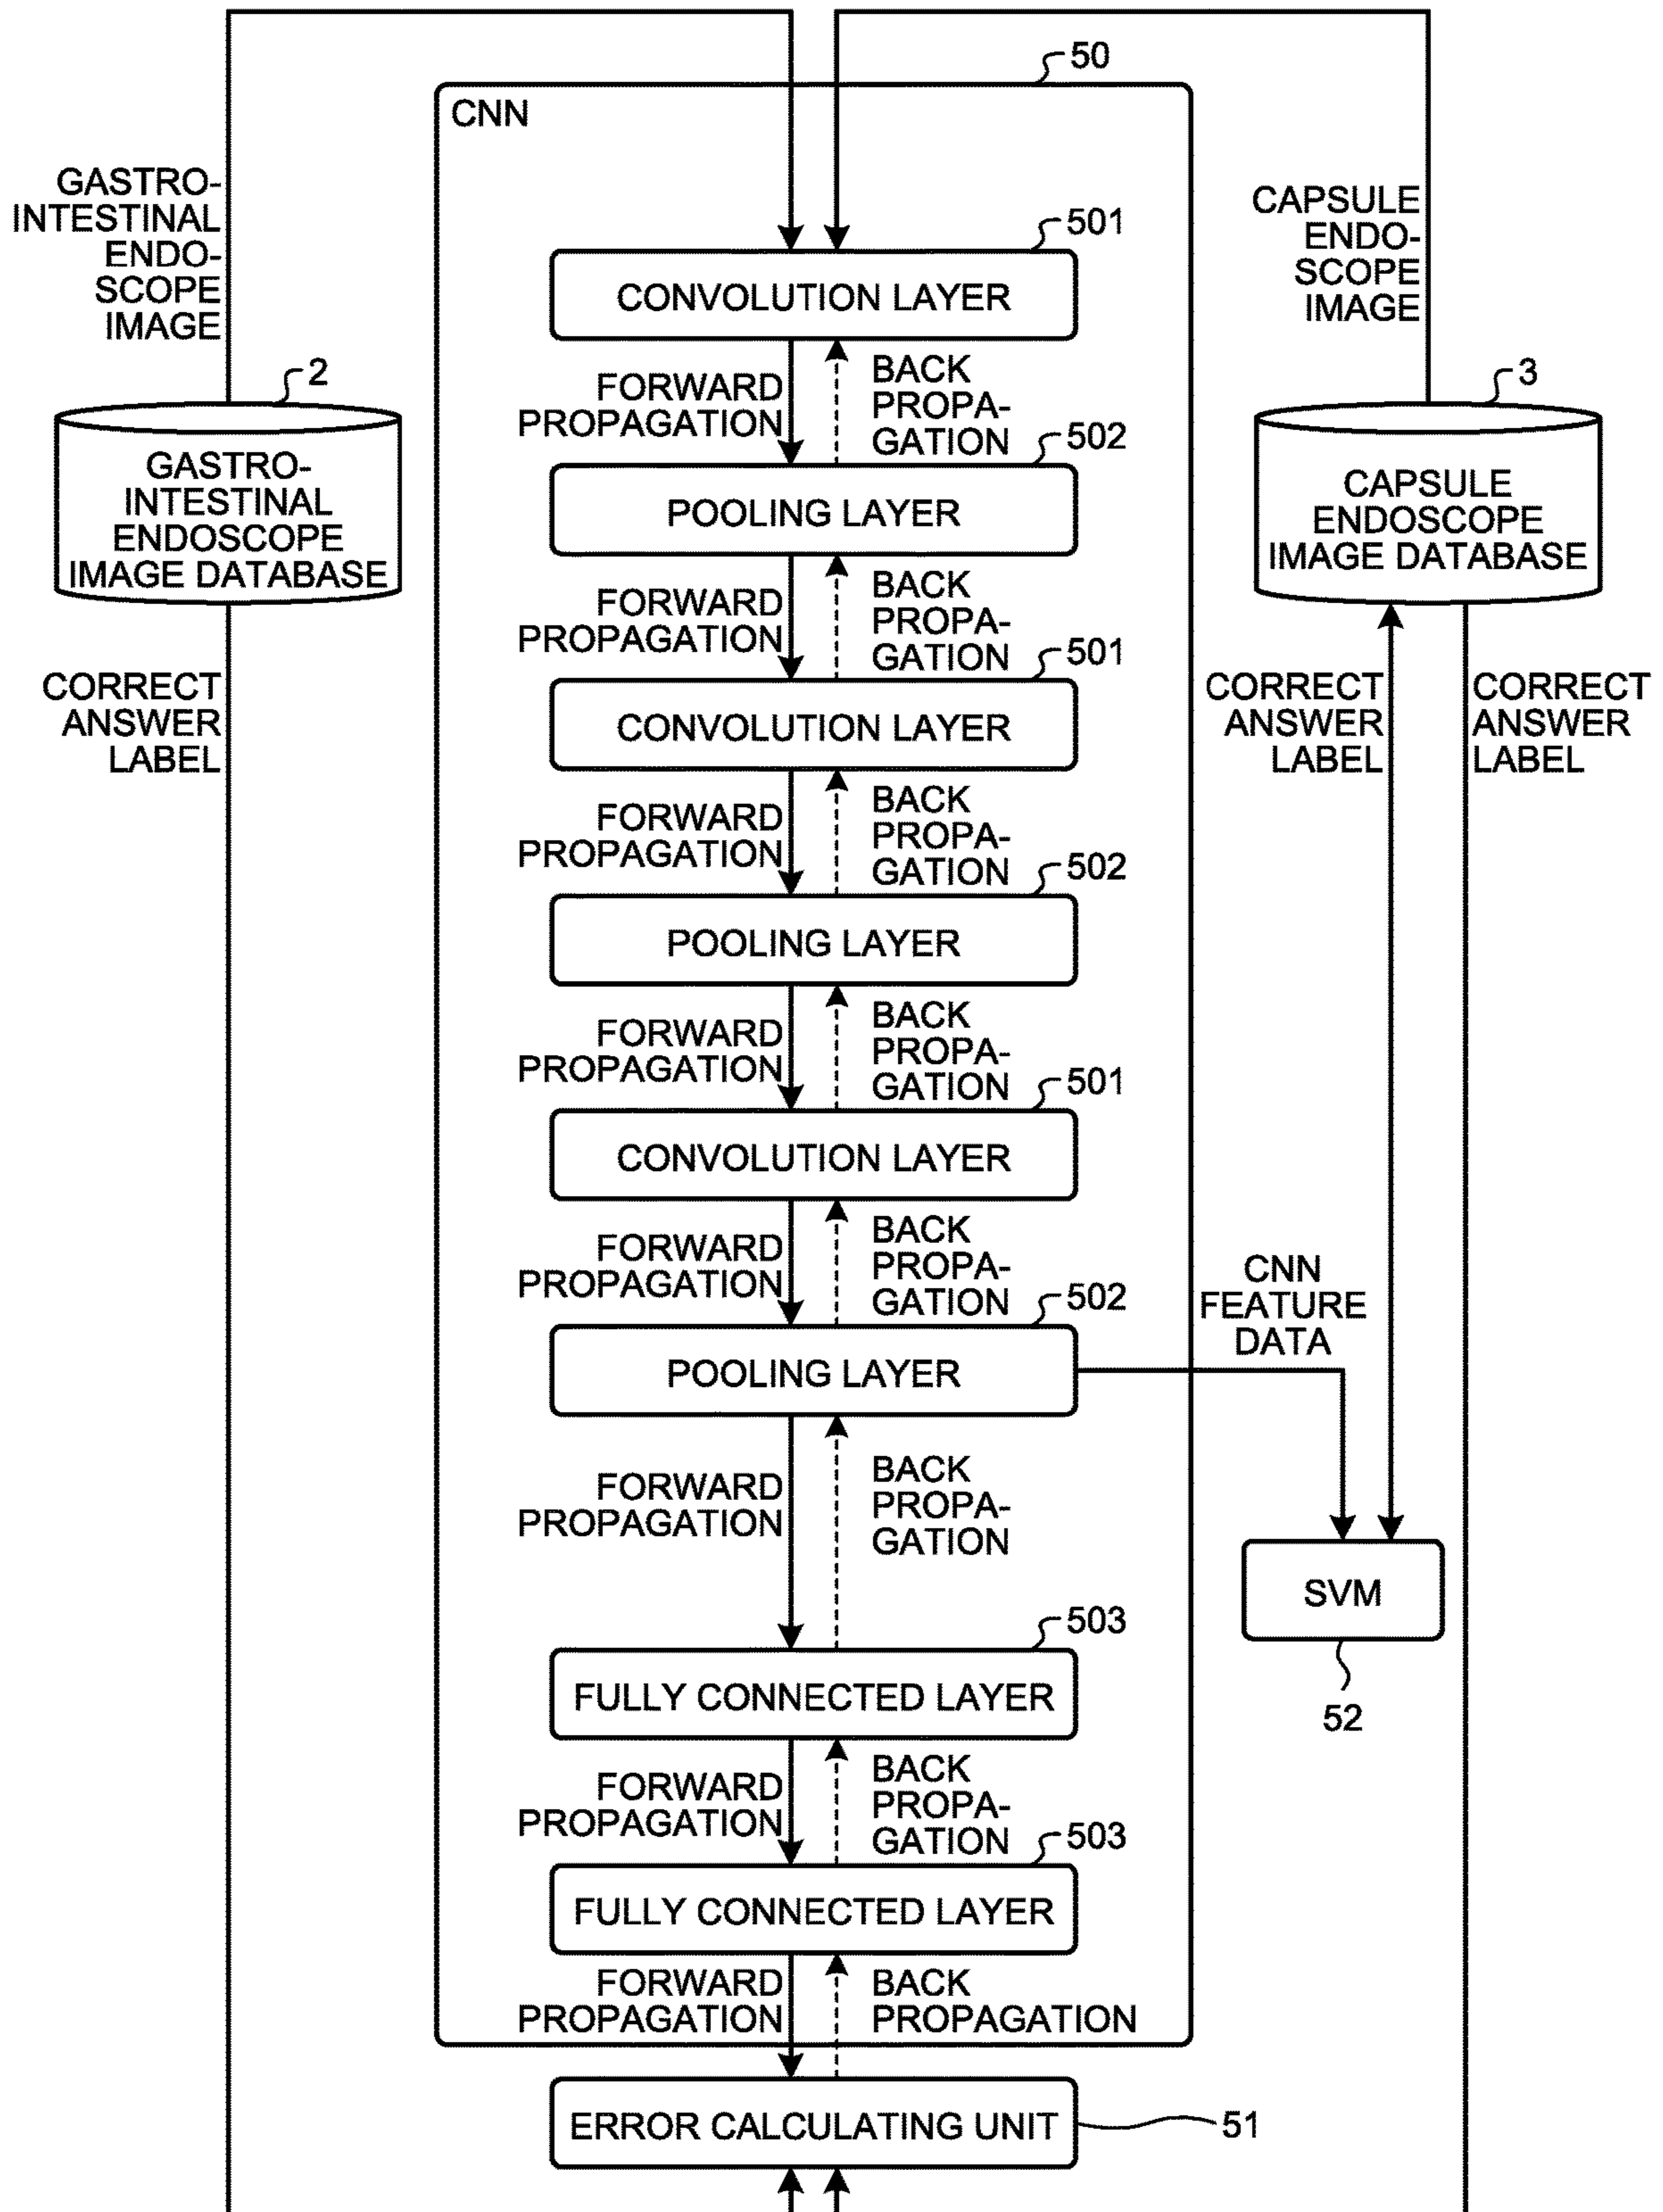 50
CNN
GASTRO-
INTESTINAL
ENDO-
SCOPE
IMAGE
CAPSULE
ENDO-
SCOPE
IMAGE
501
CONVOLUTION LAYER
2
GASTRO-
INTESTINAL
ENDOSCOPE
IMAGE DATABASE
3
CAPSULE
ENDOSCOPE
IMAGE DATABASE
FORWARD
PROPAGATION
BACK
PROPA-
GATION
502
POOLING LAYER
FORWARD
PROPAGATION
BACK
PROPA-
GATION
501
CONVOLUTION LAYER
CORRECT
ANSWER
LABEL
CORRECT
ANSWER
LABEL
CORRECT
ANSWER
LABEL
FORWARD
PROPAGATION
BACK
PROPA-
GATION
502
POOLING LAYER
FORWARD
PROPAGATION
BACK
PROPA-
GATION
501
CONVOLUTION LAYER
FORWARD
PROPAGATION
BACK
PROPA-
GATION
502
POOLING LAYER
CNN
FEATURE
DATA
FORWARD
PROPAGATION
BACK
PROPA-
GATION
SVM
52
503
FULLY CONNECTED LAYER
FORWARD
PROPAGATION
BACK
PROPA-
GATION
503
FULLY CONNECTED LAYER
FORWARD
PROPAGATION
BACK
PROPAGATION
ERROR CALCULATING UNIT
51